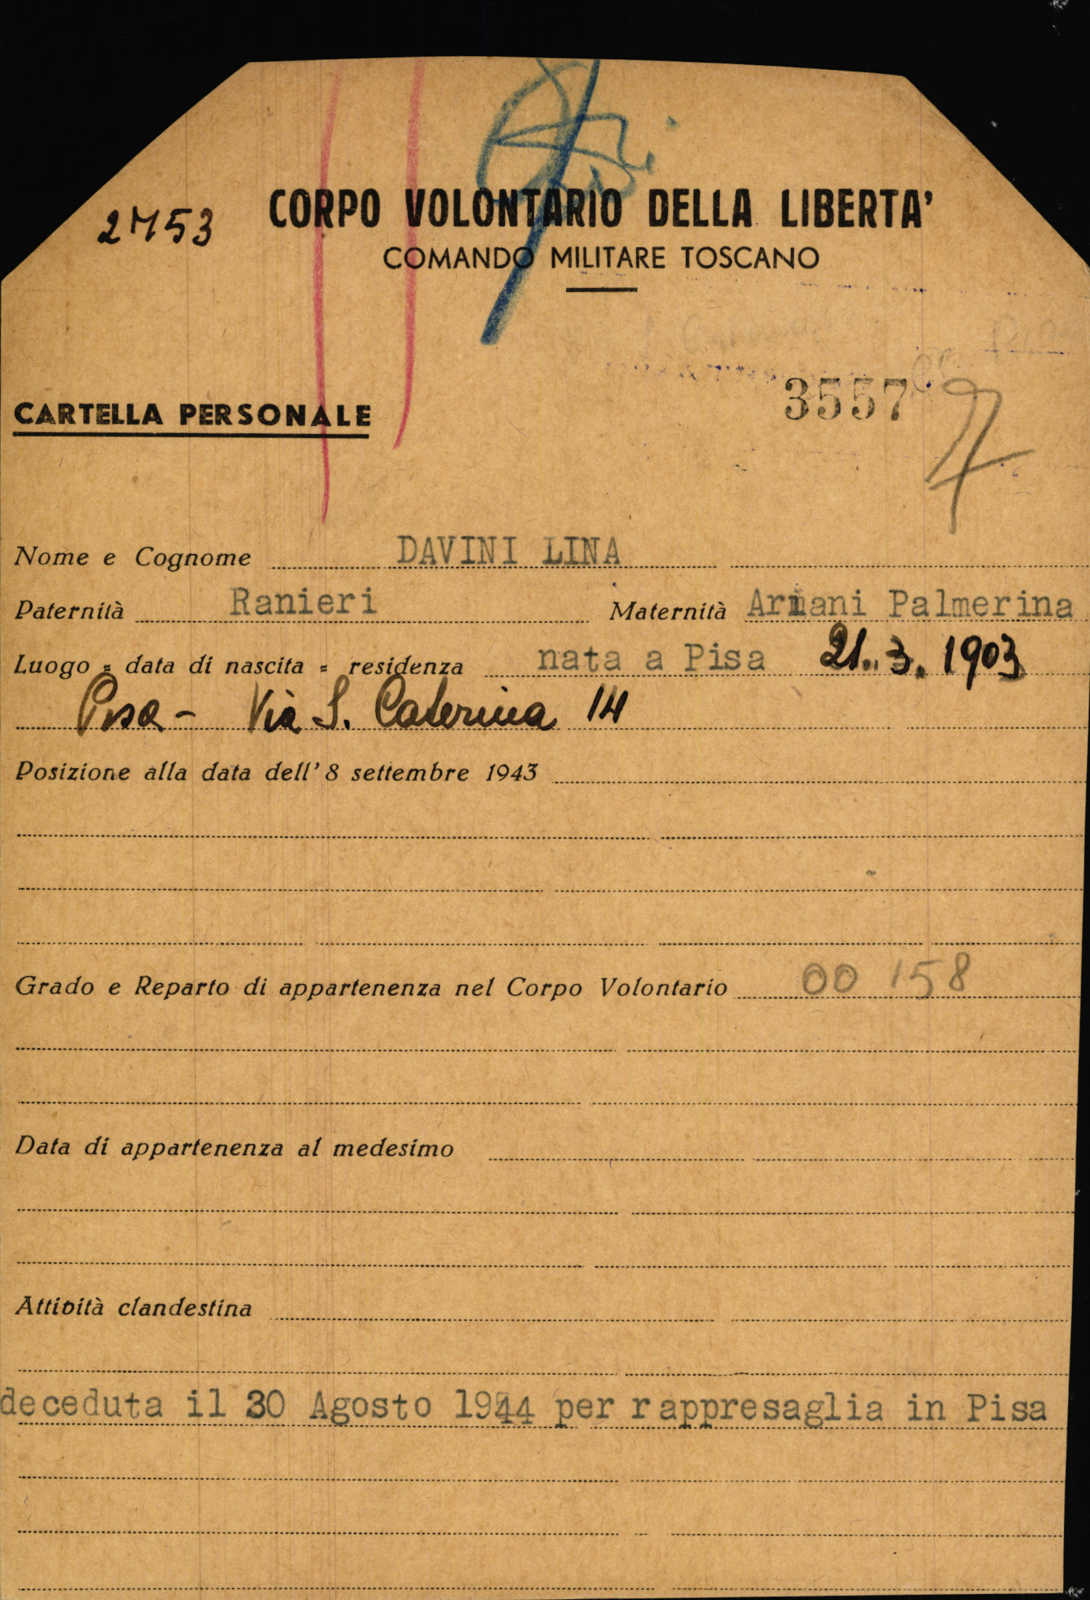 2753
CORPO VOLONTARIO DELLA LIBERTA'
COMANDO MILITARE TOSCANO
3557
CARTELLA PERSONALE
Nome e Cognome DAVINI LINA
Paternità Ranieri Maternità Armani Palmerina
Luogo = data di nascita = residenza nata a Pisa 21.3.1903
Pisa - Via S. Caterina 14
Posizione alla data dell'8 settembre 1943
Grado e Reparto di appartenenza nel Corpo Volontario 00158
Data di appartenenza al medesimo
Attività clandestina
deceduta il 30 Agosto 1944 per rappresaglia in Pisa